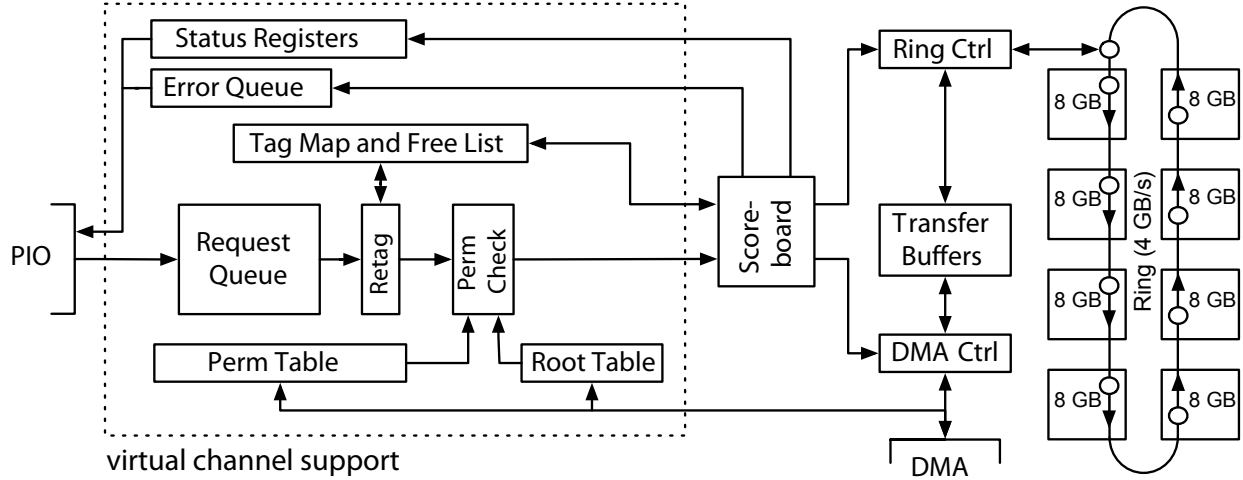 Status Registers
Error Queue
Tag Map and Free List
PIO
Request
Queue
Retag
Perm
Check
Perm Table
Root Table
virtual channel support
Score-
board
Ring Ctrl
Transfer
Buffers
DMA Ctrl
DMA
8 GB
8 GB
8 GB
8 GB
Ring (4 GB/s)
8 GB
8 GB
8 GB
8 GB